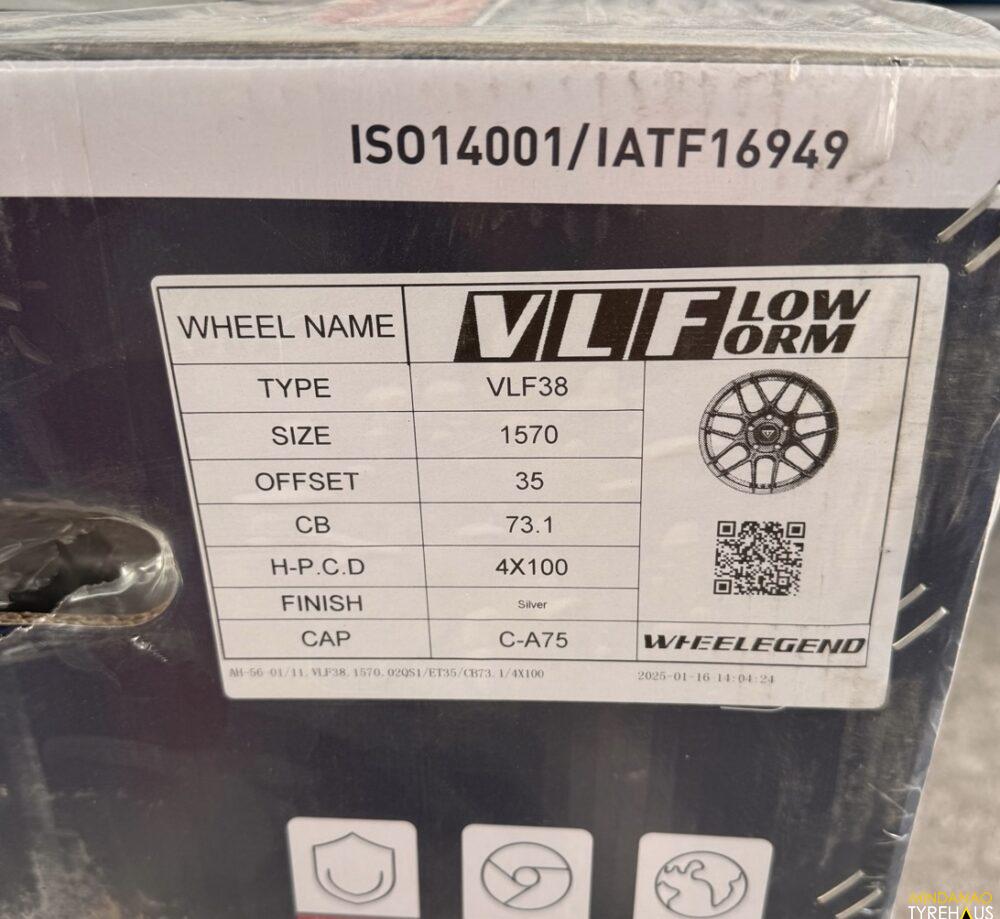 ISO14001/IATF16949
WHEEL NAME VLFLOW FORM
TYPE VLF38
SIZE 1570
OFFSET 35
CB 73.1
H-P.C.D 4X100
FINISH Silver
CAP C-A75
WHEELEGEND
AH-56-01/11.VLF38.1570.02QS1/ET35/CB73.1/4X100 2025-01-16 14:04:24
MINDANAO
TYREHAUS